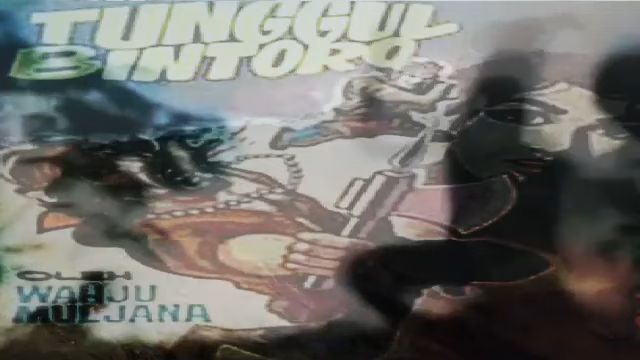 TUNGGUL
BINTORO
OLEH
WAHJU
MULJANA